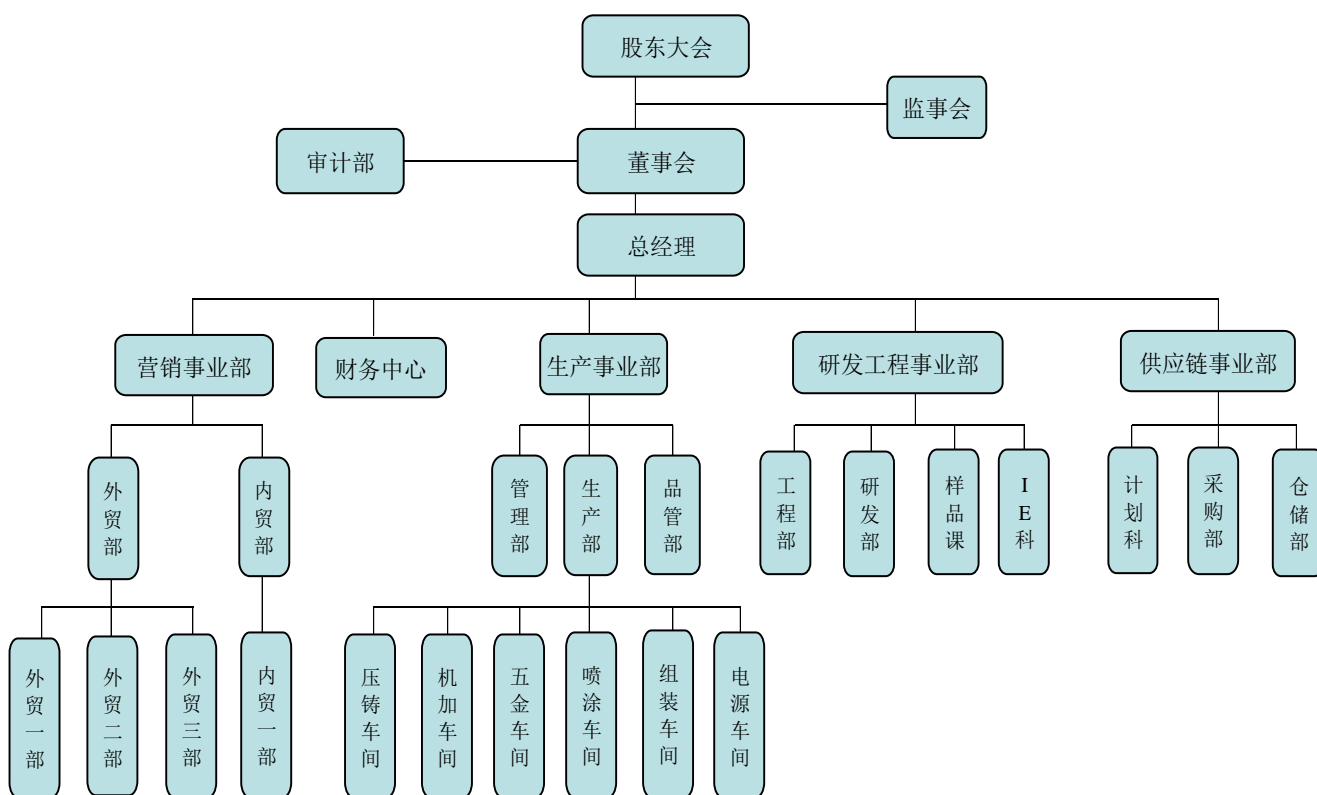 股东大会
监事会
审计部
董事会
总经理
营销事业部
财务中心
生产事业部
研发工程事业部
供应链事业部
外贸部
内贸部
管理部
生产部
品管部
工程部
研发部
样品课
IE科
计划科
采购部
仓储部
外贸一部
外贸二部
外贸三部
内贸一部
压铸车间
机加车间
五金车间
喷涂车间
组装车间
电源车间